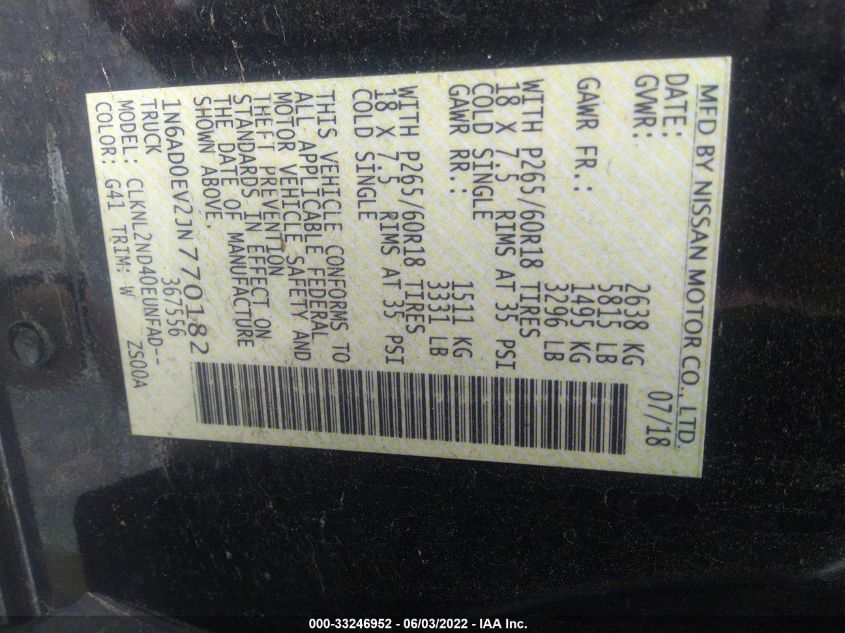 MFD BY NISSAN MOTOR CO., LTD.
DATE: 07/18
GVWR: 2638 KG
5815 LB
GAWR FR.: 1495 KG
3296 LB
WITH P265/60R18 TIRES
18 X 7.5 RIMS AT 35 PSI
COLD SINGLE
GAWR RR.: 1511 KG
3331 LB
WITH P265/60R18 TIRES
18 X 7.5 RIMS AT 35 PSI
COLD SINGLE
THIS VEHICLE CONFORMS TO
ALL APPLICABLE FEDERAL
MOTOR VEHICLE SAFETY AND
THEFT PREVENTION
STANDARDS IN EFFECT ON
THE DATE OF MANUFACTURE
SHOWN ABOVE.
1N6AD0EV2JN770182
TRUCK 367556
MODEL: CLKNL2ND40EUNFAD--
COLOR: G41 TRIM: W ZS00A
000-33246952 - 06/03/2022 - IAA Inc.